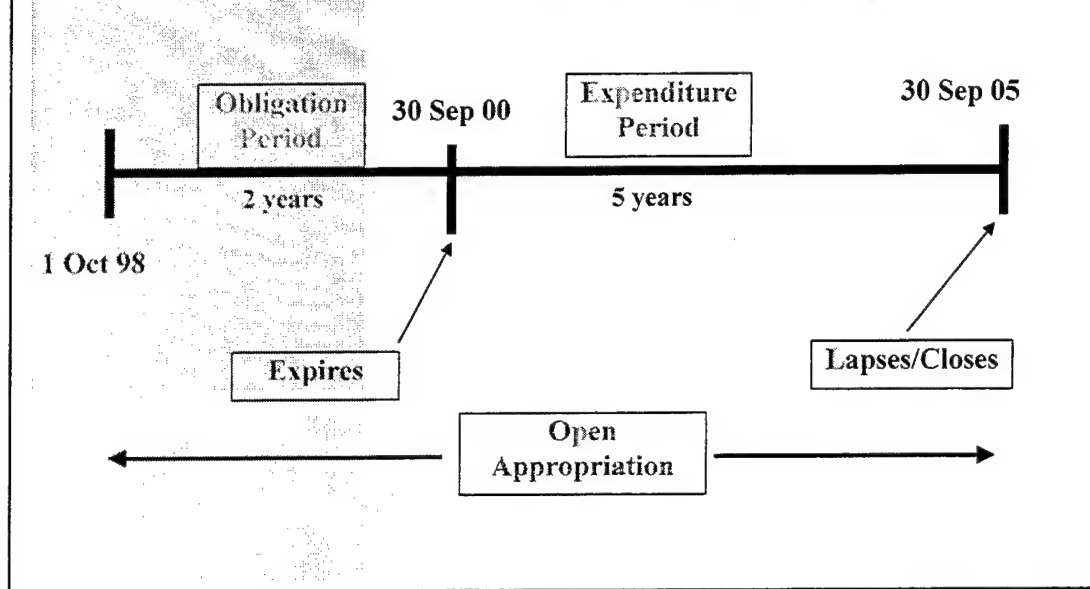 Obligation
Period
30 Sep 00
Expenditure
Period
30 Sep 05
2 years
5 years
1 Oct 98
Expires
Lapses/Closes
Open
Appropriation